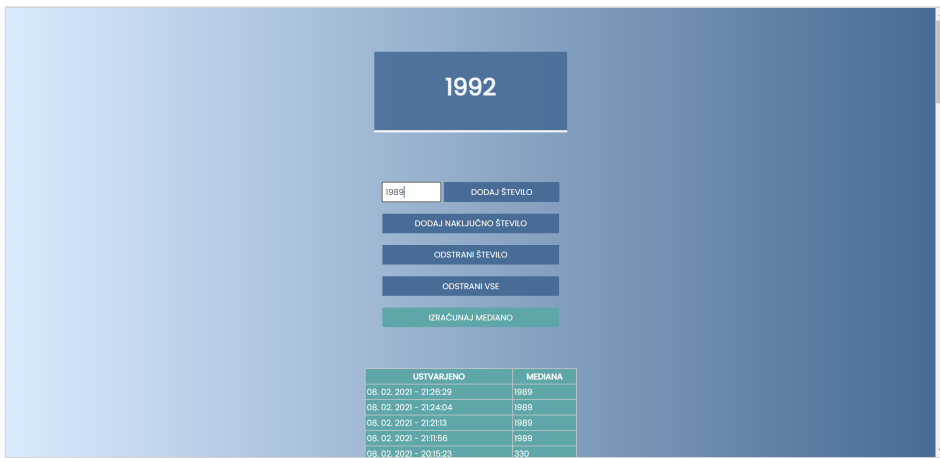 1992
1989 DODAJ ŠTEVILO
DODAJ NAKLJUČNO ŠTEVILO
ODSTRANI ŠTEVILO
ODSTRANI VSE
IZRAČUNAJ MEDIANO
USTVARJENO MEDIANA
08. 02. 2021 - 21:26:29 1989
08. 02. 2021 - 21:24:04 1989
08. 02. 2021 - 21:21:13 1989
08. 02. 2021 - 21:11:56 1989
08. 02. 2021 - 20:15:23 330